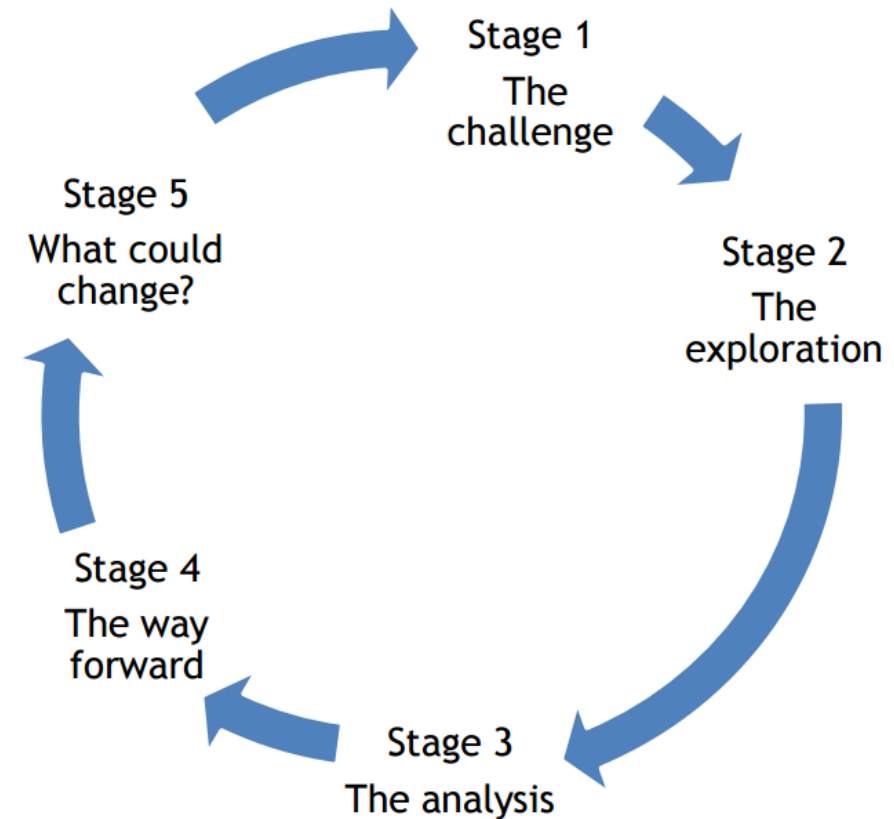 Stage 1
The
challenge
Stage 2
The
exploration
Stage 3
The analysis
Stage 4
The way
forward
Stage 5
What could
change?